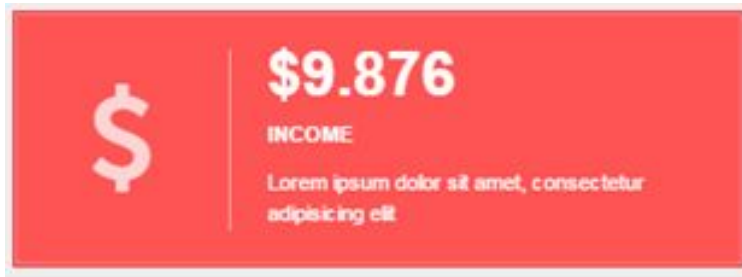 $
$9.876
INCOME
Lorem ipsum dolor sit amet, consectetur
adipisicing elit